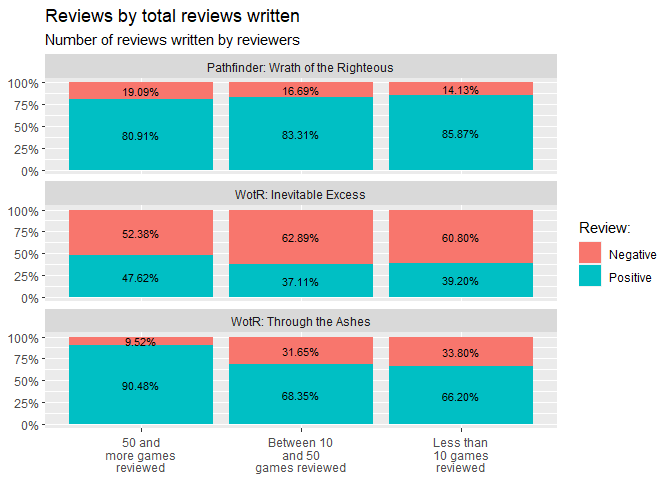 Reviews by total reviews written
Number of reviews written by reviewers
Pathfinder: Wrath of the Righteous
100%
75%
50%
25%
0%
19.09%
16.69%
14.13%
80.91%
83.31%
85.87%
WotR: Inevitable Excess
100%
75%
50%
25%
0%
52.38%
62.89%
60.80%
47.62%
37.11%
39.20%
WotR: Through the Ashes
100%
75%
50%
25%
0%
9.52%
31.65%
33.80%
90.48%
68.35%
66.20%
50 and
more games
reviewed
Between 10
and 50
games reviewed
Less than
10 games
reviewed
Review:
Negative
Positive